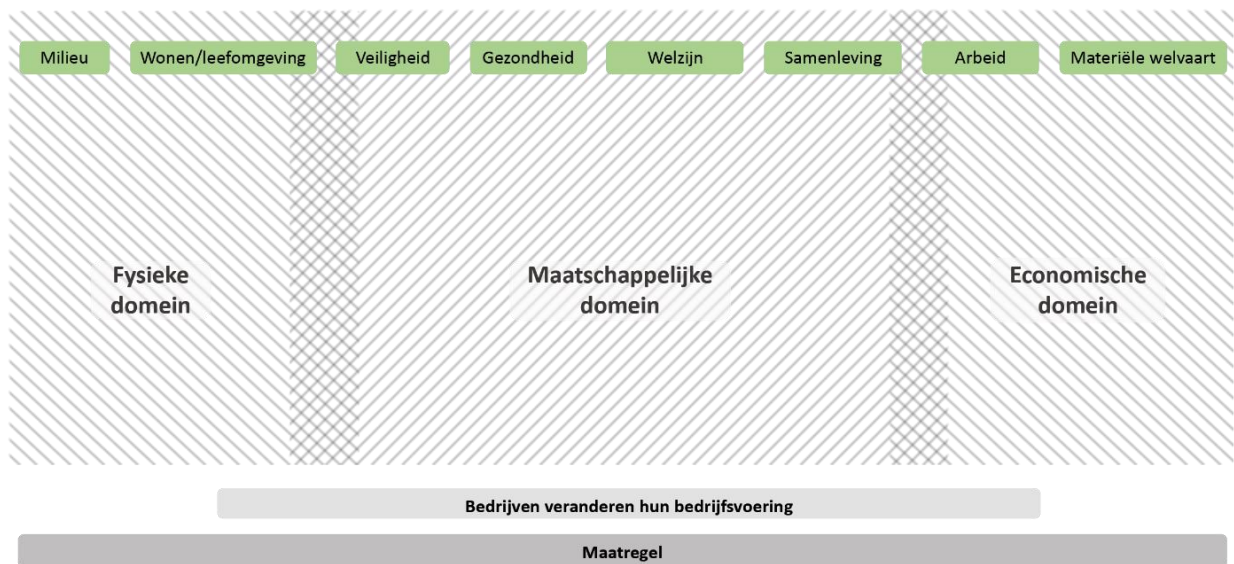 Milieu Wonen/leefomgeving Veiligheid Gezondheid Welzijn Samenleving Arbeid Materiële welvaart
Fysieke
domein
Maatschappelijke
domein
Economische
domein
Bedrijven veranderen hun bedrijfsvoering
Maatregel